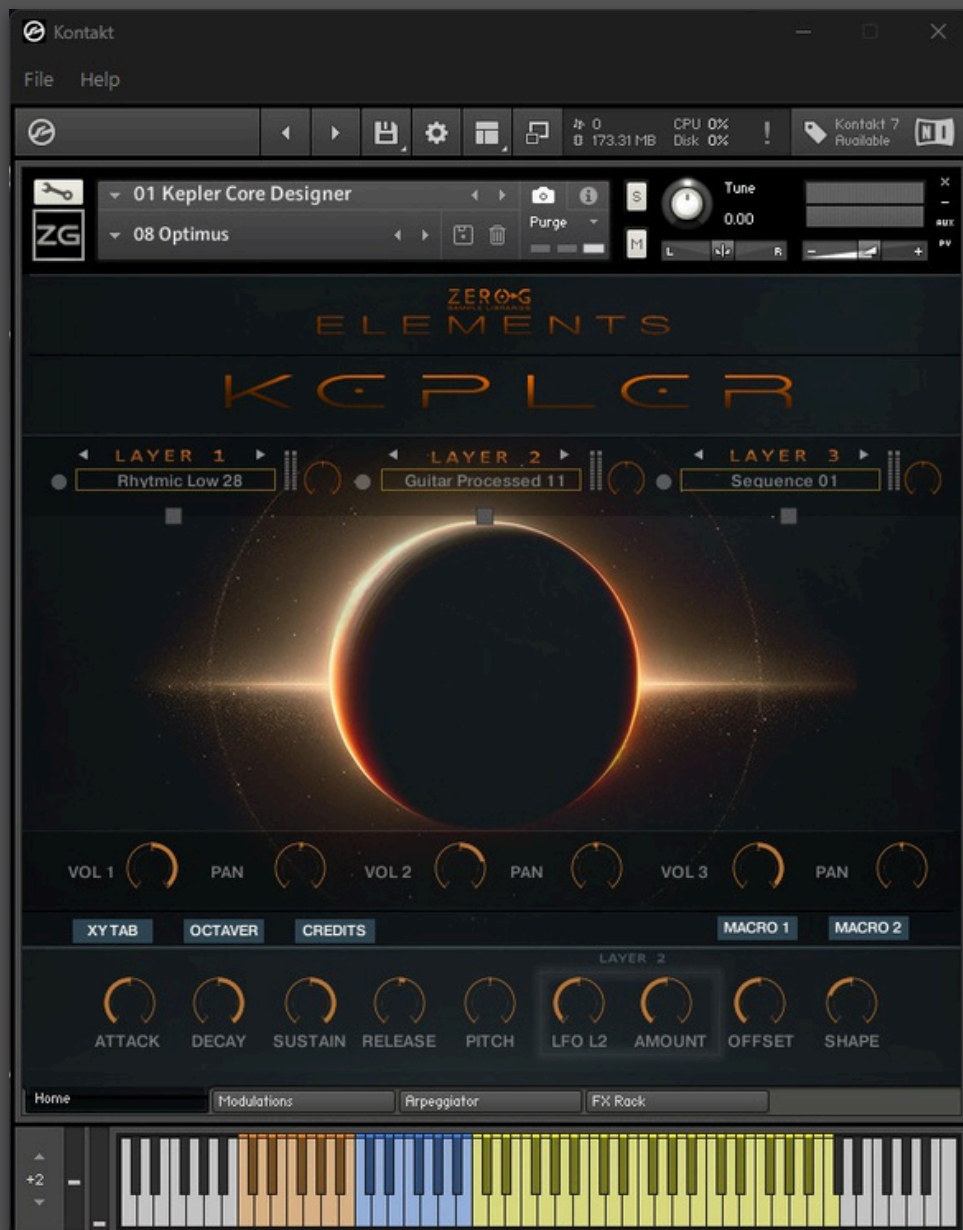 Kontakt
File Help
0 CPU 0% Kontakt 7
173.31 MB Disk 0% Available
01 Kepler Core Designer
S Tune
ZG 08 Optimus Purge 0.00
M L R - +
AUX
PV
ZERO-G
SAMPLE LIBRARIES
ELEMENTS
KEPLER
LAYER 1 LAYER 2 LAYER 3
Rhytmic Low 28 Guitar Processed 11 Sequence 01
VOL 1 PAN VOL 2 PAN VOL 3 PAN
XY TAB OCTAVER CREDITS MACRO 1 MACRO 2
LAYER 2
ATTACK DECAY SUSTAIN RELEASE PITCH LFO L2 AMOUNT OFFSET SHAPE
Home Modulations Arpeggiator FX Rack
+2